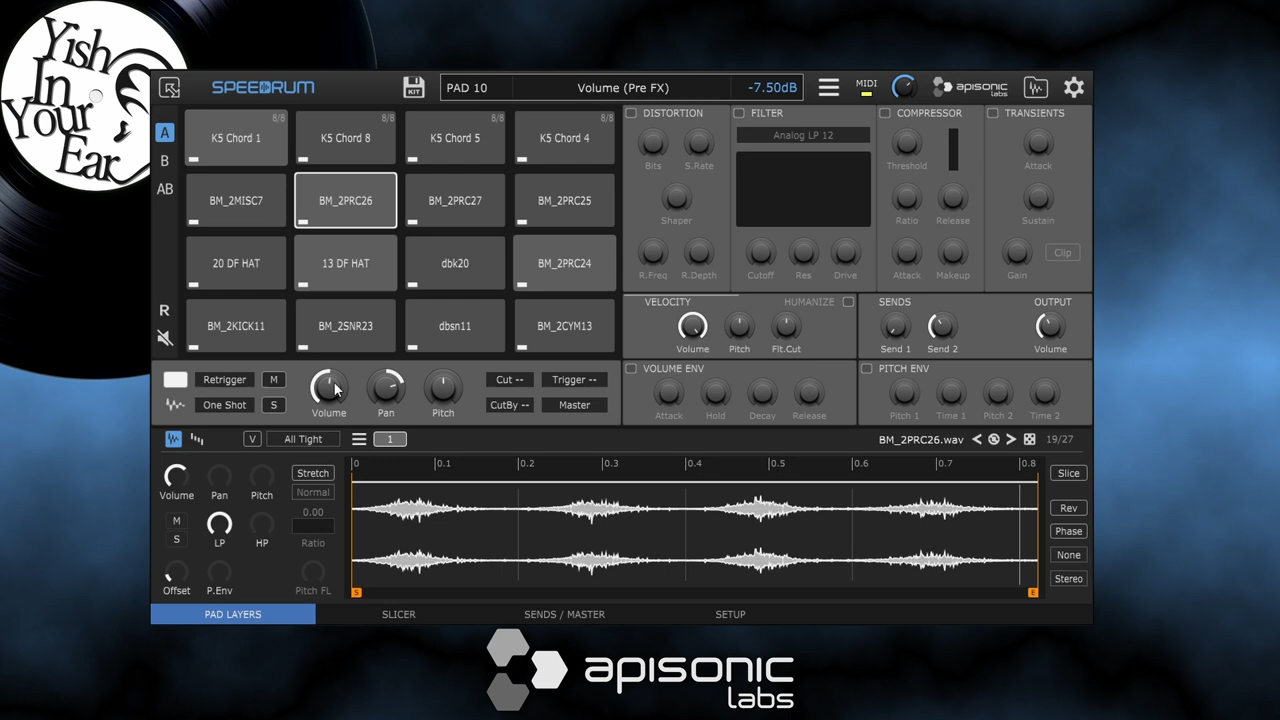 Yish
In
Your
Ear
SPEEDRUM
KIT
PAD 10
Volume (Pre FX)
-7.50dB
MIDI
apisonic
labs
A
B
AB
R
K5 Chord 1
8/8
K5 Chord 8
8/8
K5 Chord 5
8/8
K5 Chord 4
8/8
BM_2MISC7
BM_2PRC26
BM_2PRC27
BM_2PRC25
20 DF HAT
13 DF HAT
dbk20
BM_2PRC24
BM_2KICK11
BM_2SNR23
dbsn11
BM_2CYM13
DISTORTION
Bits
S.Rate
Shaper
R.Freq
R.Depth
FILTER
Analog LP 12
Cutoff
Res
Drive
COMPRESSOR
Threshold
Ratio
Release
Attack
Makeup
TRANSIENTS
Attack
Sustain
Gain
Clip
VELOCITY
HUMANIZE
Volume
Pitch
Flt.Cut
SENDS
OUTPUT
Send 1
Send 2
Volume
Retrigger
M
One Shot
S
Volume
Pan
Pitch
Cut --
Trigger --
CutBy --
Master
VOLUME ENV
Attack
Hold
Decay
Release
PITCH ENV
Pitch 1
Time 1
Pitch 2
Time 2
V
All Tight
1
BM_2PRC26.wav
19/27
Volume
Pan
Pitch
M
S
LP
HP
Offset
P.Env
Stretch
Normal
0.00
Ratio
Pitch FL
0
0.1
0.2
0.3
0.4
0.5
0.6
0.7
0.8
S
E
Slice
Rev
Phase
None
Stereo
PAD LAYERS
SLICER
SENDS / MASTER
SETUP
apisonic
labs